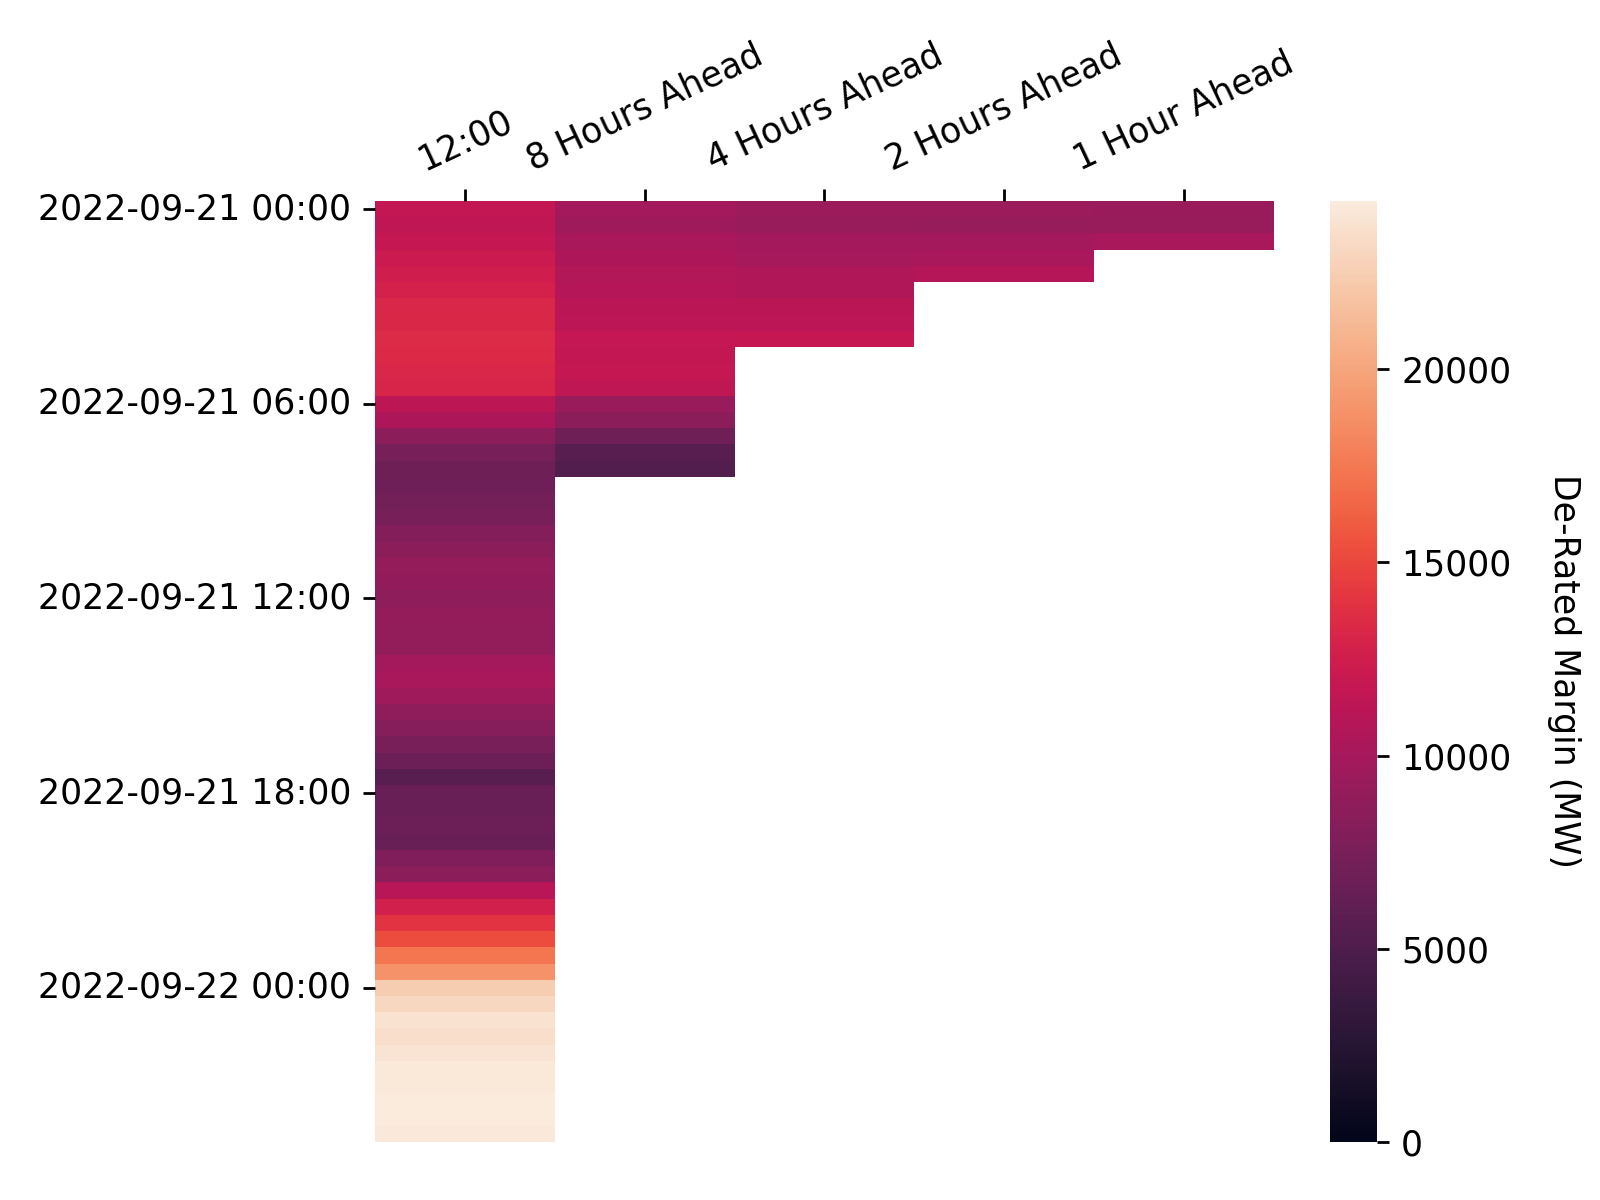 12:00
8 Hours Ahead
4 Hours Ahead
2 Hours Ahead
1 Hour Ahead
2022-09-21 00:00
2022-09-21 06:00
2022-09-21 12:00
2022-09-21 18:00
2022-09-22 00:00
20000
15000
10000
5000
0
De-Rated Margin (MW)